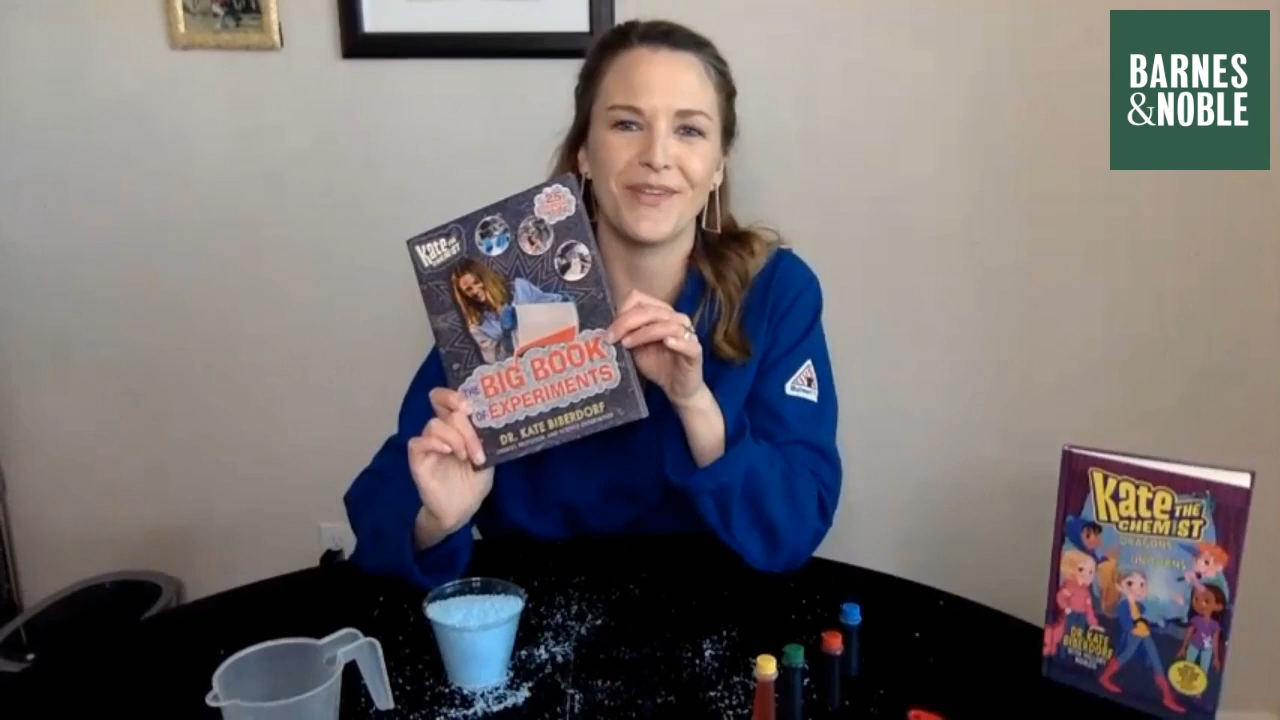 BARNES
&NOBLE
25
Kate THE
CHEMIST
THE BIG BOOK
OF EXPERIMENTS
DR. KATE BIBERDORF
Kate THE
CHEMIST
DRAGONS
UNICORNS
DR. KATE
BIBERDORF